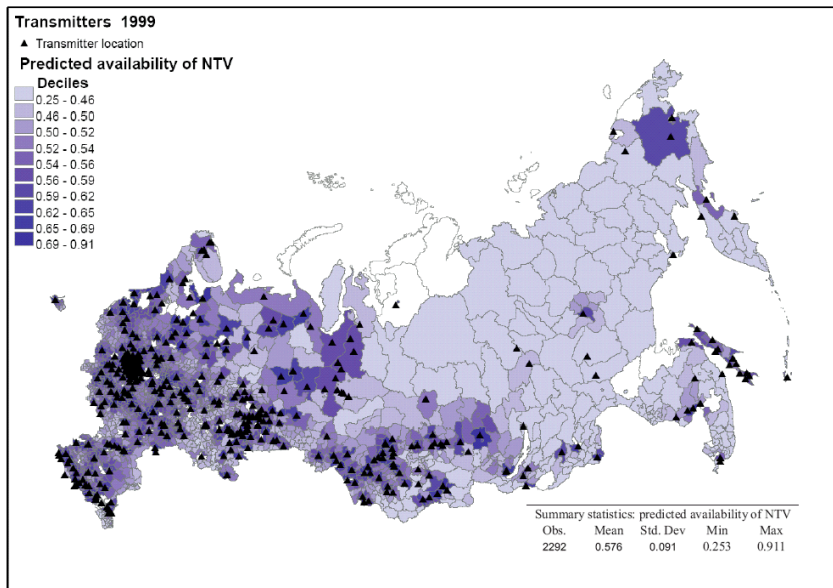 Transmitters 1999
▲ Transmitter location
Predicted availability of NTV
Deciles
0.25 - 0.46
0.46 - 0.50
0.50 - 0.52
0.52 - 0.54
0.54 - 0.56
0.56 - 0.59
0.59 - 0.62
0.62 - 0.65
0.65 - 0.69
0.69 - 0.91
Summary statistics: predicted availability of NTV
Obs. Mean Std. Dev Min Max
2292 0.576 0.091 0.253 0.911